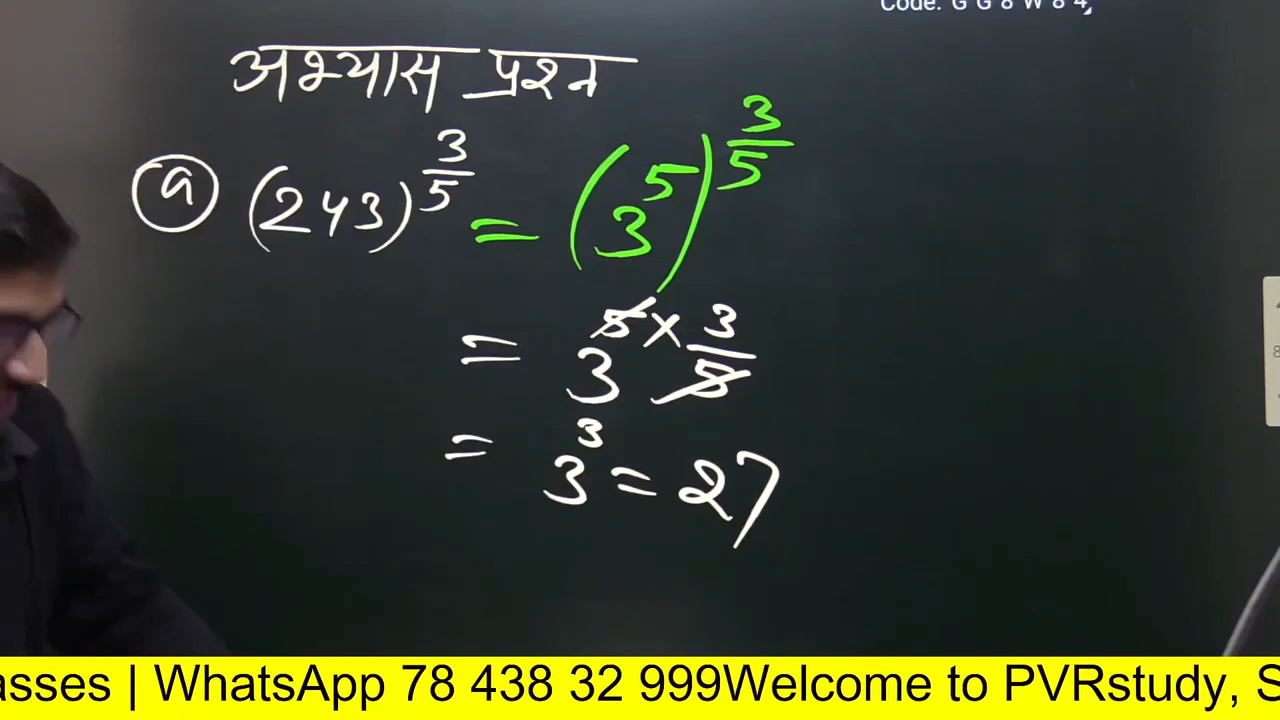 Code: G G 8 W 8 4,
अभ्यास प्रश्न
(a) (243)^{3/5} = (3^5)^{3/5}
= 3^{5×3/5}
= 3^3 = 27
asses | WhatsApp 78 438 32 999Welcome to PVRstudy, S